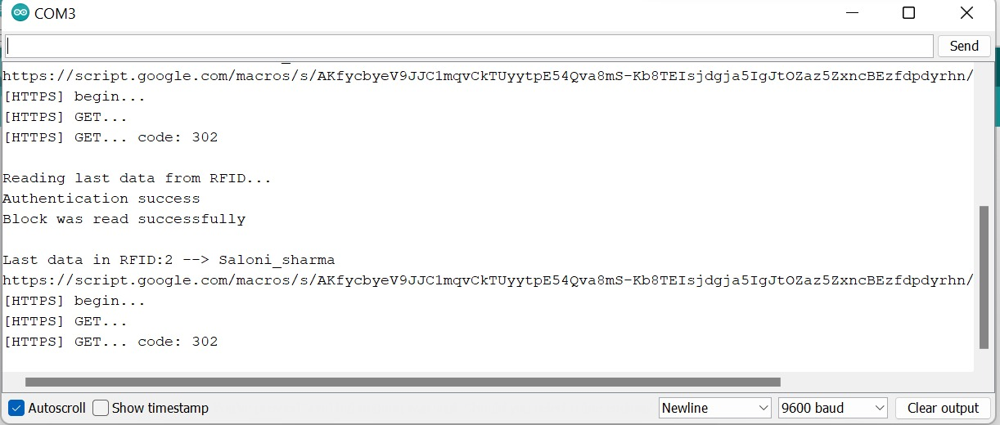 COM3
Send
https://script.google.com/macros/s/AKfycbyeV9JJC1mqvCkTUyytpE54Qva8mS-Kb8TEIsjdgja5IgJtOZaz5ZxncBEzfdpdyrhn/
[HTTPS] begin...
[HTTPS] GET...
[HTTPS] GET... code: 302
Reading last data from RFID...
Authentication success
Block was read successfully
Last data in RFID:2 --> Saloni_sharma
https://script.google.com/macros/s/AKfycbyeV9JJC1mqvCkTUyytpE54Qva8mS-Kb8TEIsjdgja5IgJtOZaz5ZxncBEzfdpdyrhn/
[HTTPS] begin...
[HTTPS] GET...
[HTTPS] GET... code: 302
Autoscroll Show timestamp Newline 9600 baud Clear output